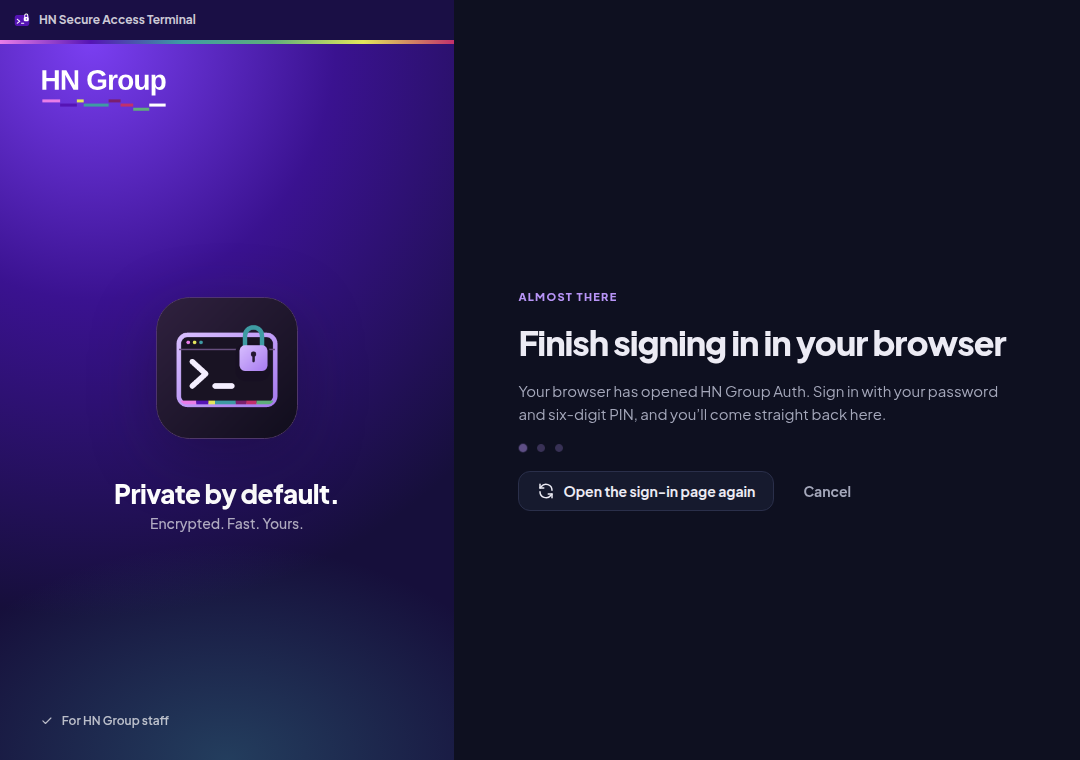 HN Secure Access Terminal
HN Group
Private by default.
Encrypted. Fast. Yours.
For HN Group staff
ALMOST THERE
Finish signing in in your browser
Your browser has opened HN Group Auth. Sign in with your password
and six-digit PIN, and you'll come straight back here.
Open the sign-in page again
Cancel